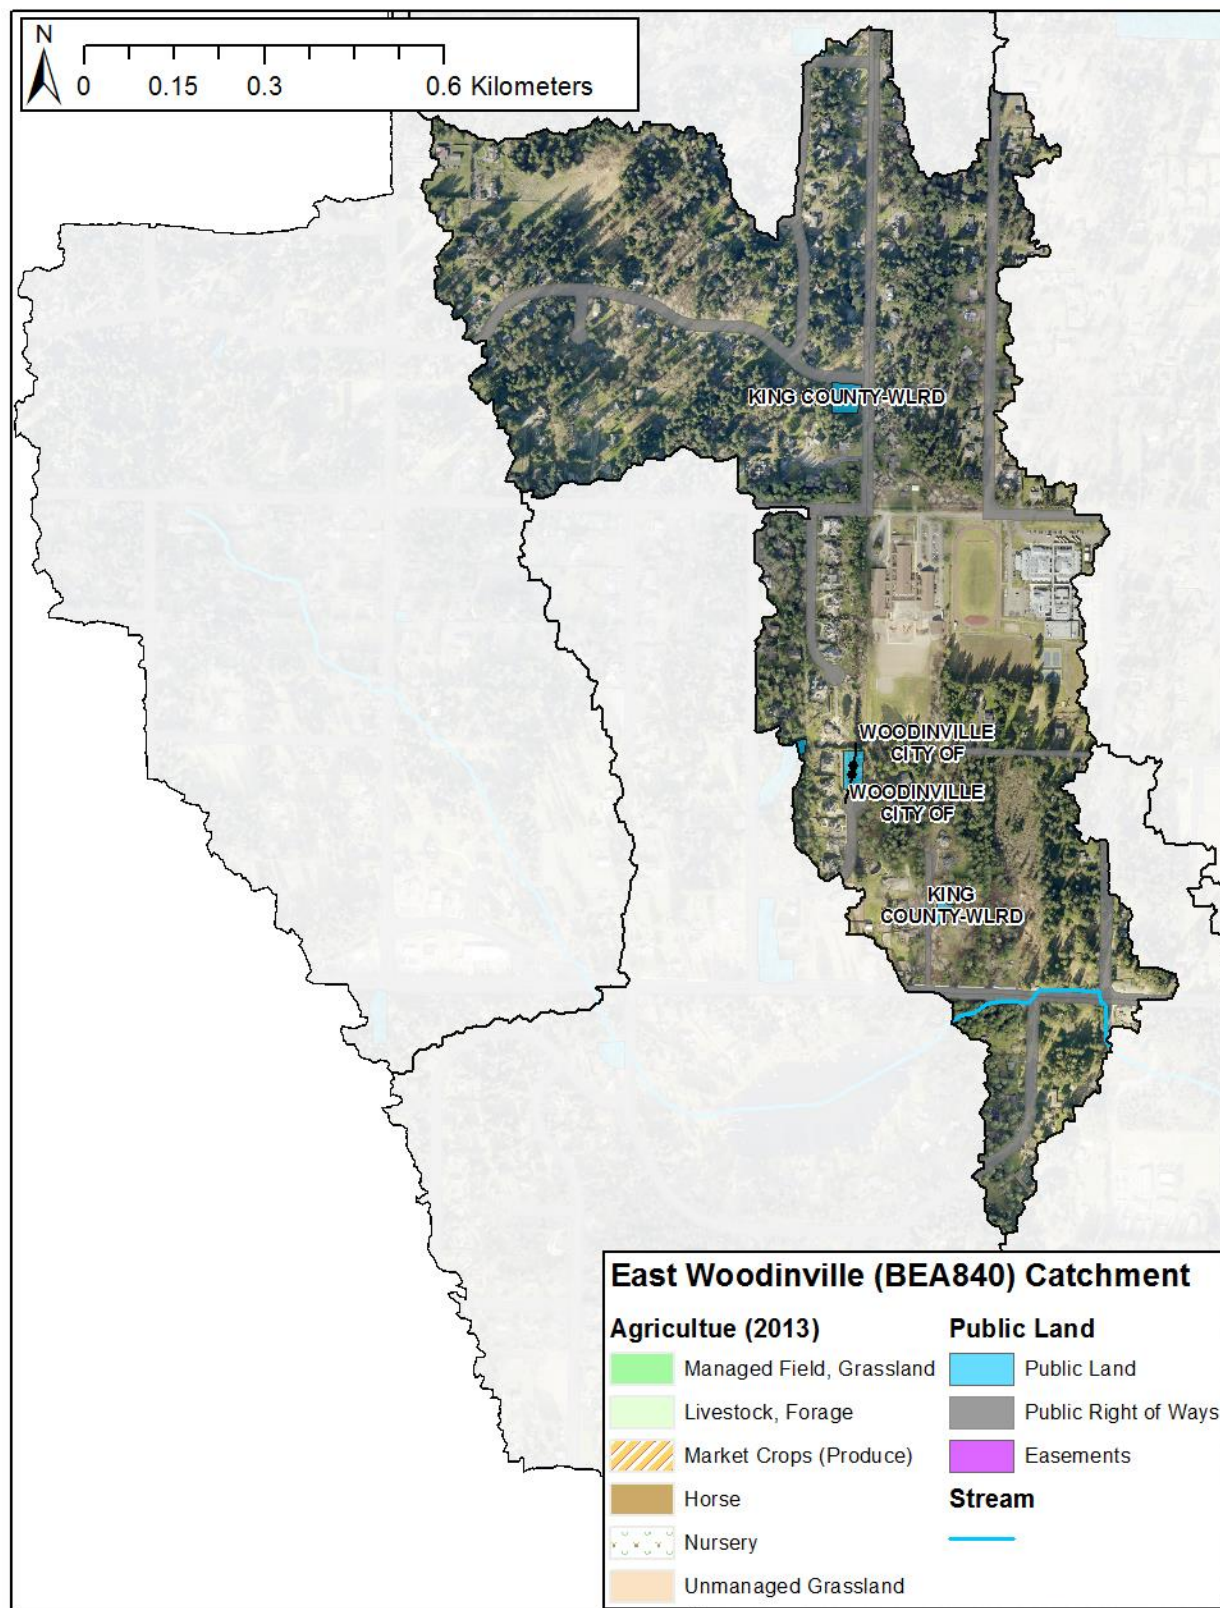 N
0 0.15 0.3 0.6 Kilometers
KING COUNTY-WLRD
WOODINVILLE
CITY OF
WOODINVILLE
CITY OF
KING
COUNTY-WLRD
East Woodinville (BEA840) Catchment
Agricultue (2013)
Managed Field, Grassland
Livestock, Forage
Market Crops (Produce)
Horse
Nursery
Unmanaged Grassland
Public Land
Public Land
Public Right of Ways
Easements
Stream